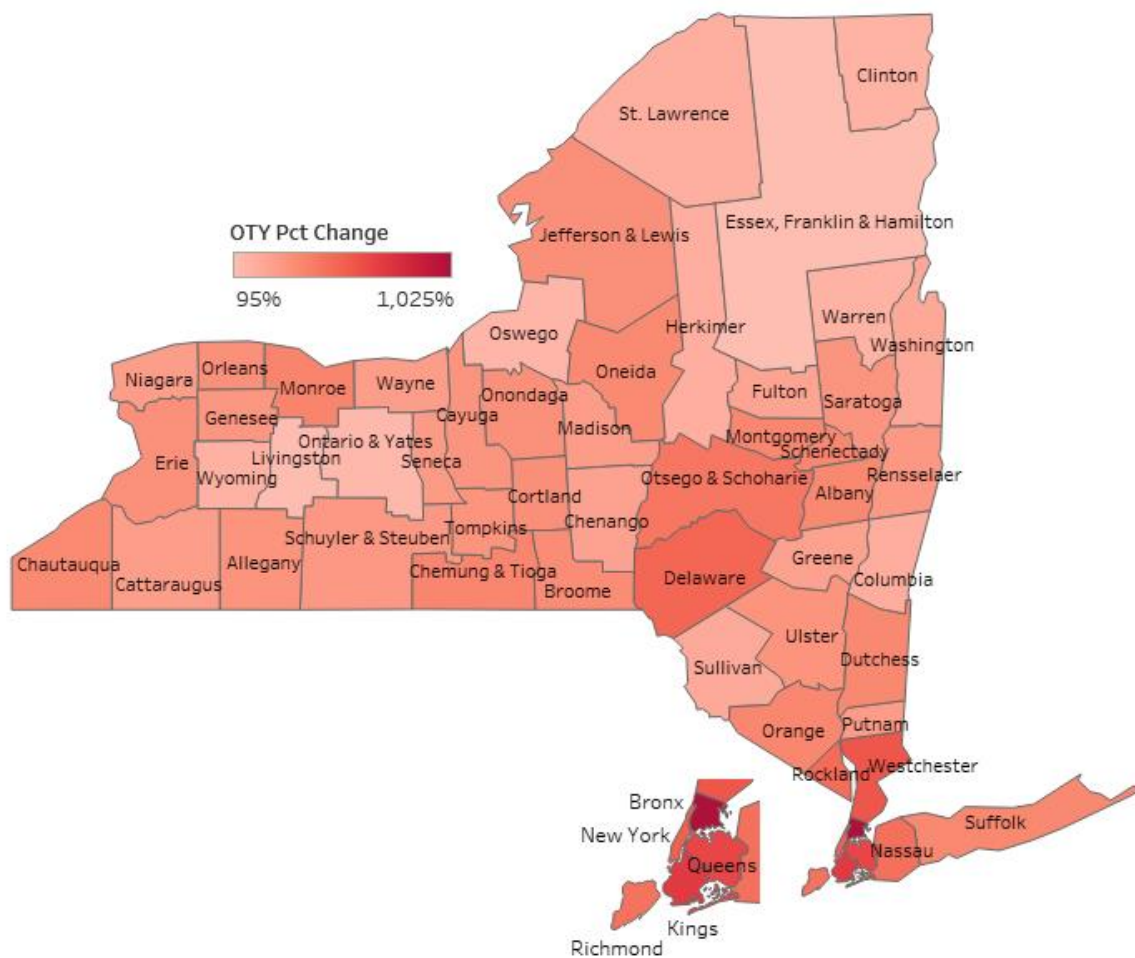 Clinton
St. Lawrence
Essex, Franklin & Hamilton
OTY Pct Change
95% 1,025%
Jefferson & Lewis
Oswego
Herkimer
Warren
Washington
Niagara
Orleans
Monroe
Wayne
Oneida
Fulton
Saratoga
Genesee
Cayuga
Onondaga
Madison
Montgomery
Schenectady
Erie
Wyoming
Livingston
Ontario & Yates
Seneca
Otsego & Schoharie
Albany
Rensselaer
Cortland
Chenango
Chautauqua
Cattaraugus
Allegany
Schuyler & Steuben
Tompkins
Chemung & Tioga
Broome
Delaware
Greene
Columbia
Ulster
Dutchess
Sullivan
Orange
Putnam
Rockland
Westchester
Bronx
New York
Queens
Nassau
Suffolk
Kings
Richmond